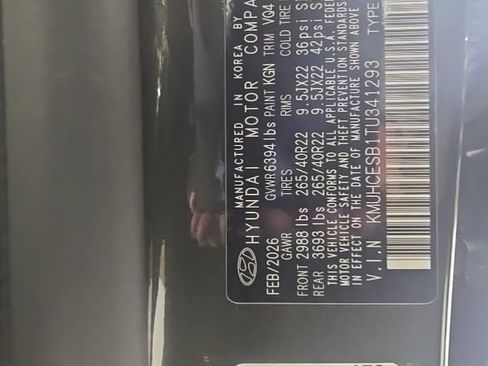 MANUFACTURED IN KOREA BY
HYUNDAI MOTOR COMPA
FEB/2026 GVWR 6394 lbs PAINT KGN TRIM YQ4
GAWR TIRES RIMS COLD TIRE
FRONT 2988 lbs 265/40R22 9.5JX22 36psi S
REAR 3693 lbs 265/40R22 9.5JX22 42psi S
THIS VEHICLE CONFORMS TO ALL APPLICABLE U.S.A. FEDE
MOTOR VEHICLE SAFETY AND THEFT PREVENTION STANDARDS
IN EFFECT ON THE DATE OF MANUFACTURE SHOWN ABOVE.
V.I.N KMUHCESB1TU341293 TYPE